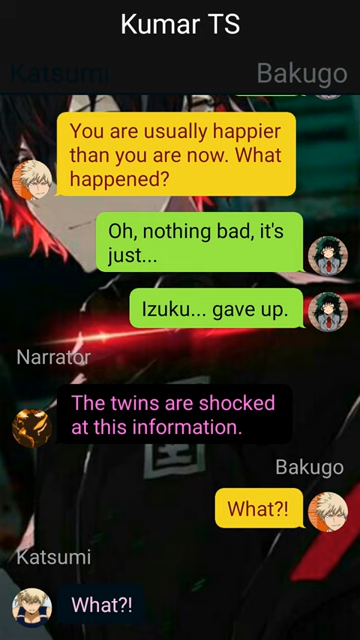 Kumar TS
Katsumi
Bakugo
You are usually happier
than you are now. What
happened?
Oh, nothing bad, it's
just...
Izuku... gave up.
Narrator
The twins are shocked
at this information.
Bakugo
What?!
Katsumi
What?!